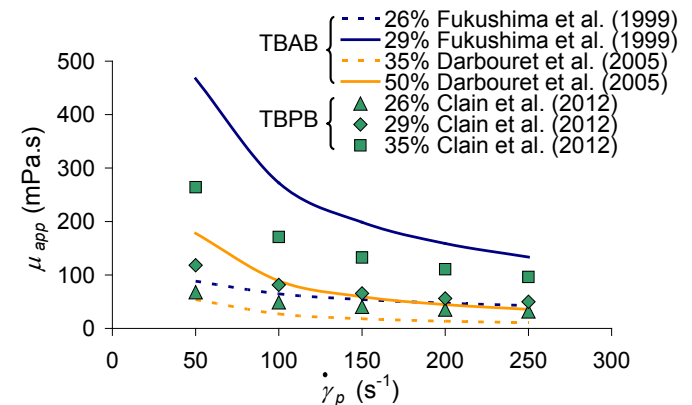 26% Fukushima et al. (1999)
TBAB
29% Fukushima et al. (1999)
35% Darbouret et al. (2005)
50% Darbouret et al. (2005)
TBPB
26% Clain et al. (2012)
29% Clain et al. (2012)
35% Clain et al. (2012)
μ app (mPa.s)
500
400
300
200
100
0
0 50 100 150 200 250 300
γ̇p (s-1)